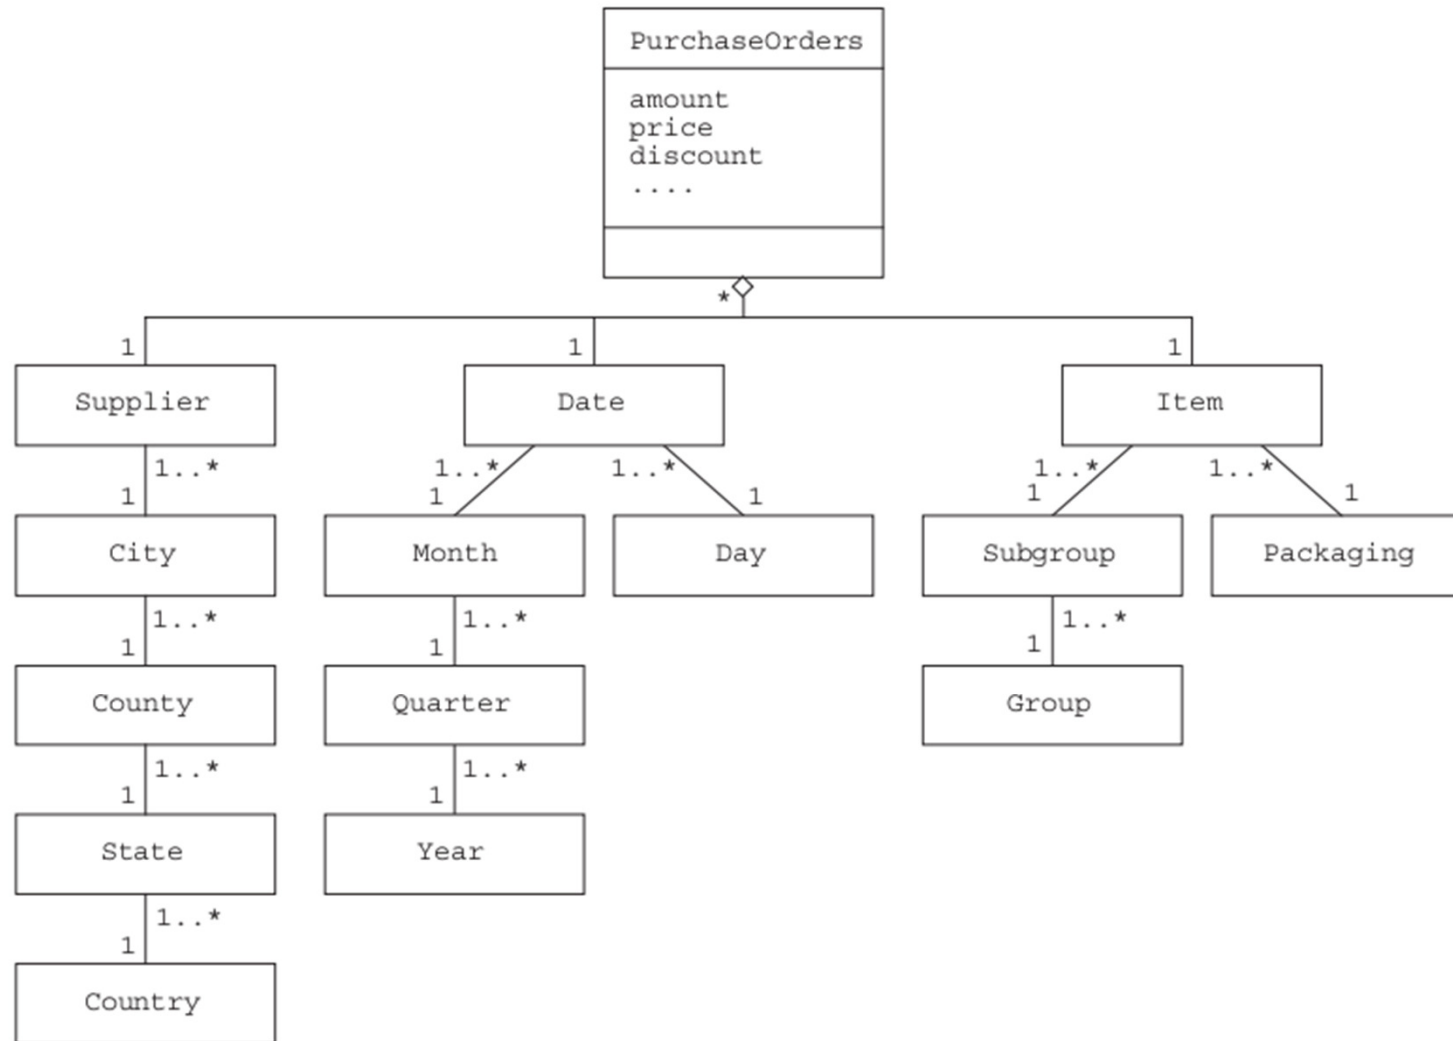 PurchaseOrders
amount
price
discount
....
*
1 1 1
Supplier Date Item
1..* 1..* 1..* 1..* 1..*
1 1 1 1 1
City Month Day Subgroup Packaging
1..* 1..* 1..*
1 1 1
County Quarter Group
1..* 1..*
1 1
State Year
1..*
1
Country